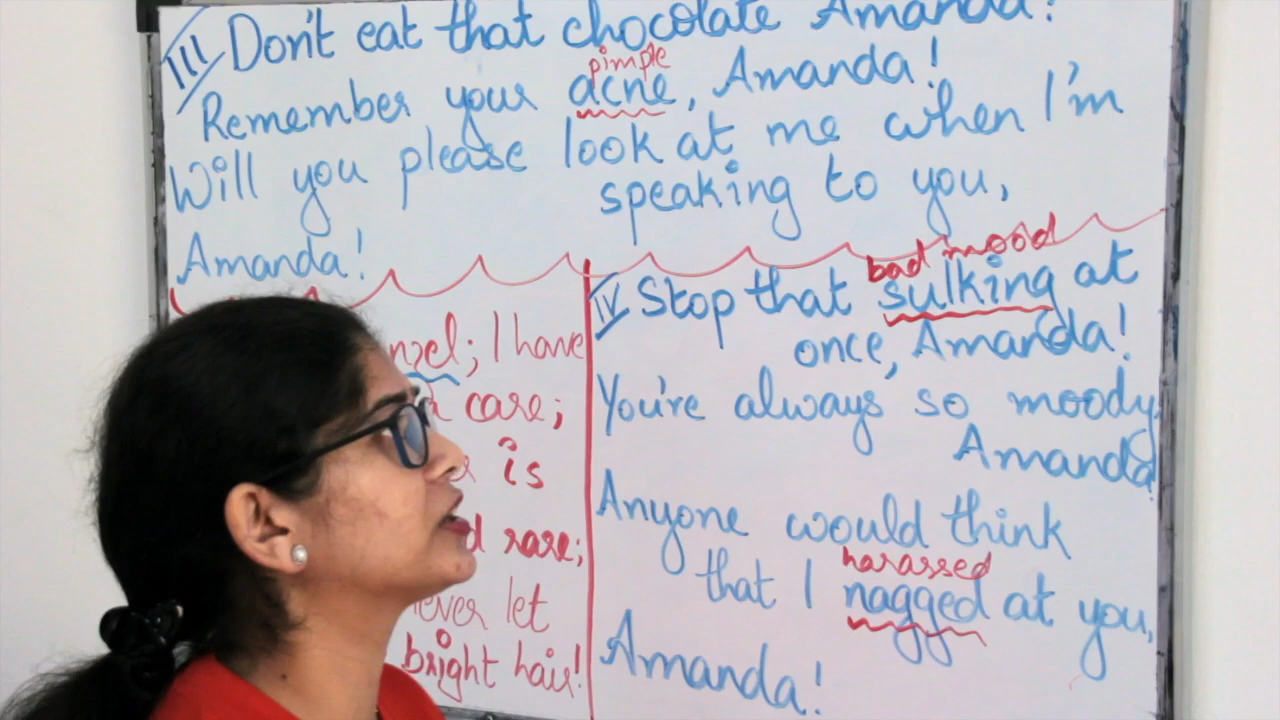 III Don't eat that chocolate Amanda!
pimple
Remember your acne, Amanda!
Will you please look at me when I'm
speaking to you,
Amanda!
I have
care;
is
rare;
let
bright hair!
bad mood
IV Stop that sulking at
once, Amanda!
You're always so moody
Amanda!
Anyone would think
harassed
that I nagged at you,
Amanda!